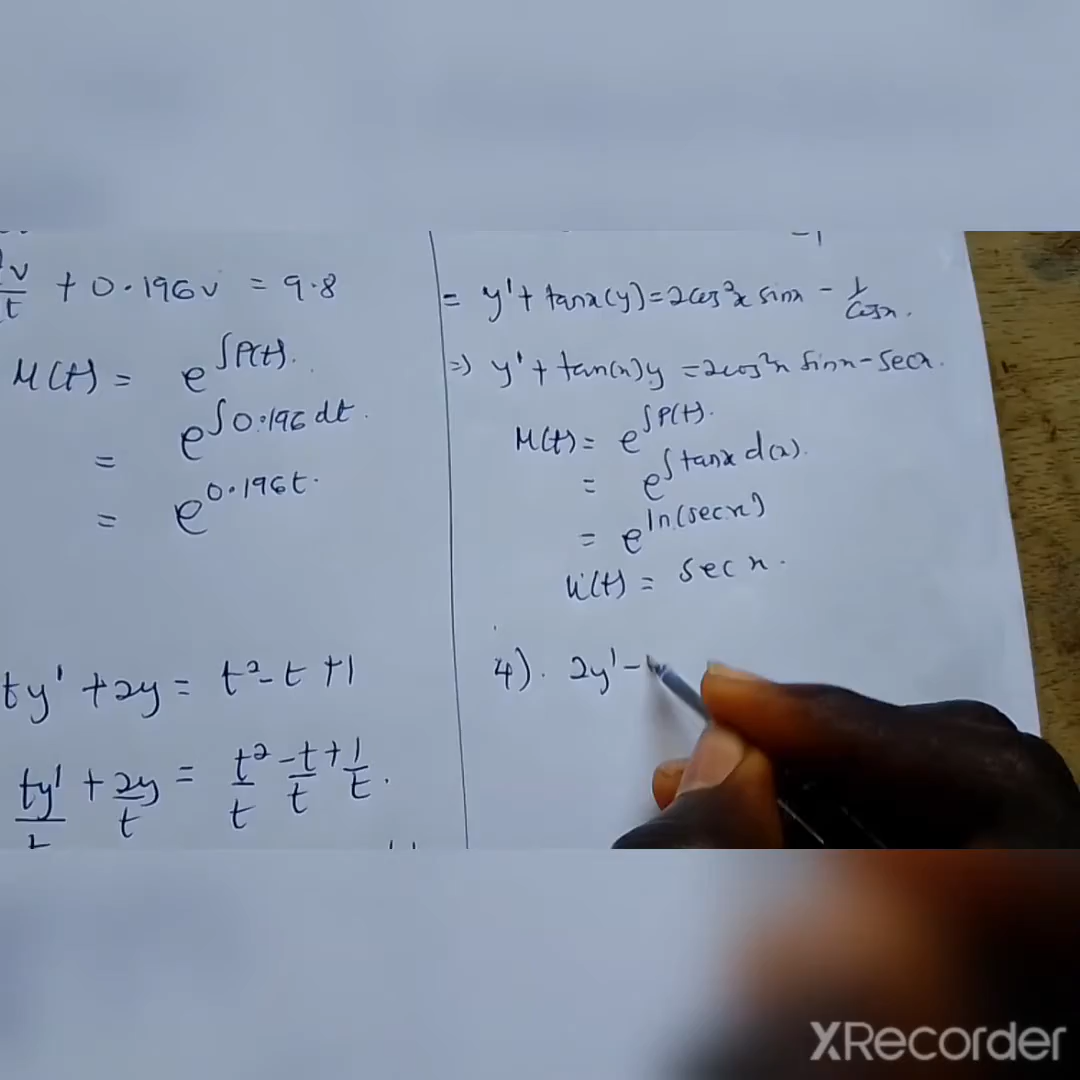 v/t + 0.196v = 9.8
M(t) = e^∫P(t).
= e^∫0.196 dt.
= e^0.196t.
ty' + 2y = t² - t + 1
ty'/t + 2y/t = t²/t - t/t + 1/t.
= y' + tanx(y) = 2cos²x sinx - 1/cosx.
=> y' + tan(x)y = 2cos²x sinx - secx.
M(t) = e^∫P(t).
= e^∫tanx d(x).
= e^ln(secx)
M(t) = sec x.
4). 2y' -
XRecorder